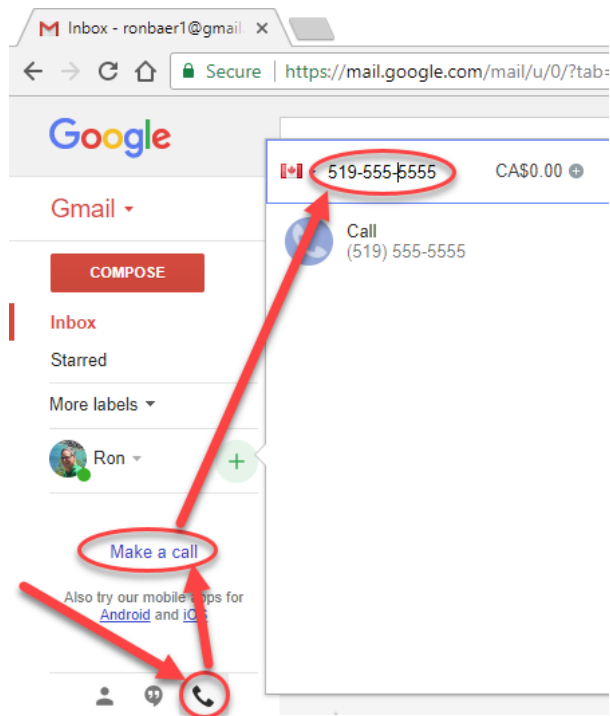 Inbox - ronbaer1@gmail.
Secure https://mail.google.com/mail/u/0/?tab=
Google
519-555-5555 CA$0.00
Gmail
Call
(519) 555-5555
COMPOSE
Inbox
Starred
More labels
Ron
Make a call
Also try our mobile apps for
Android and iOS